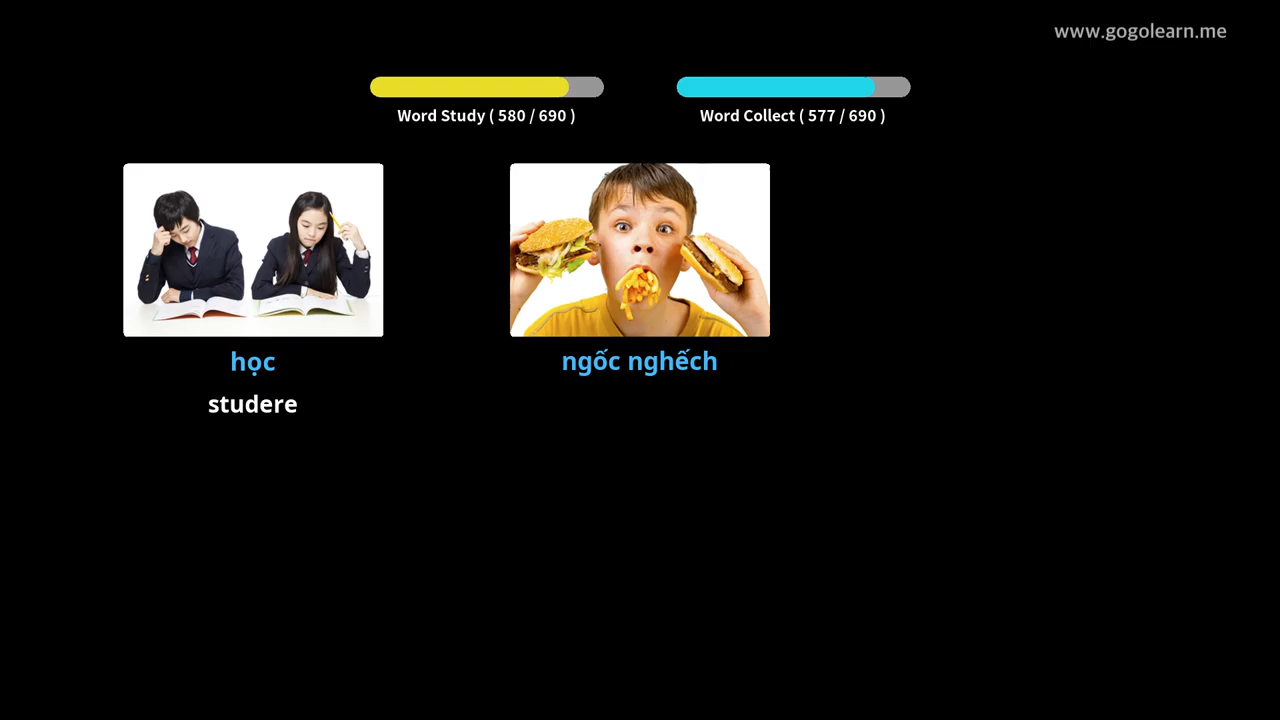 www.gogolearn.me
Word Study ( 580 / 690 )
Word Collect ( 577 / 690 )
học
ngốc nghếch
studere